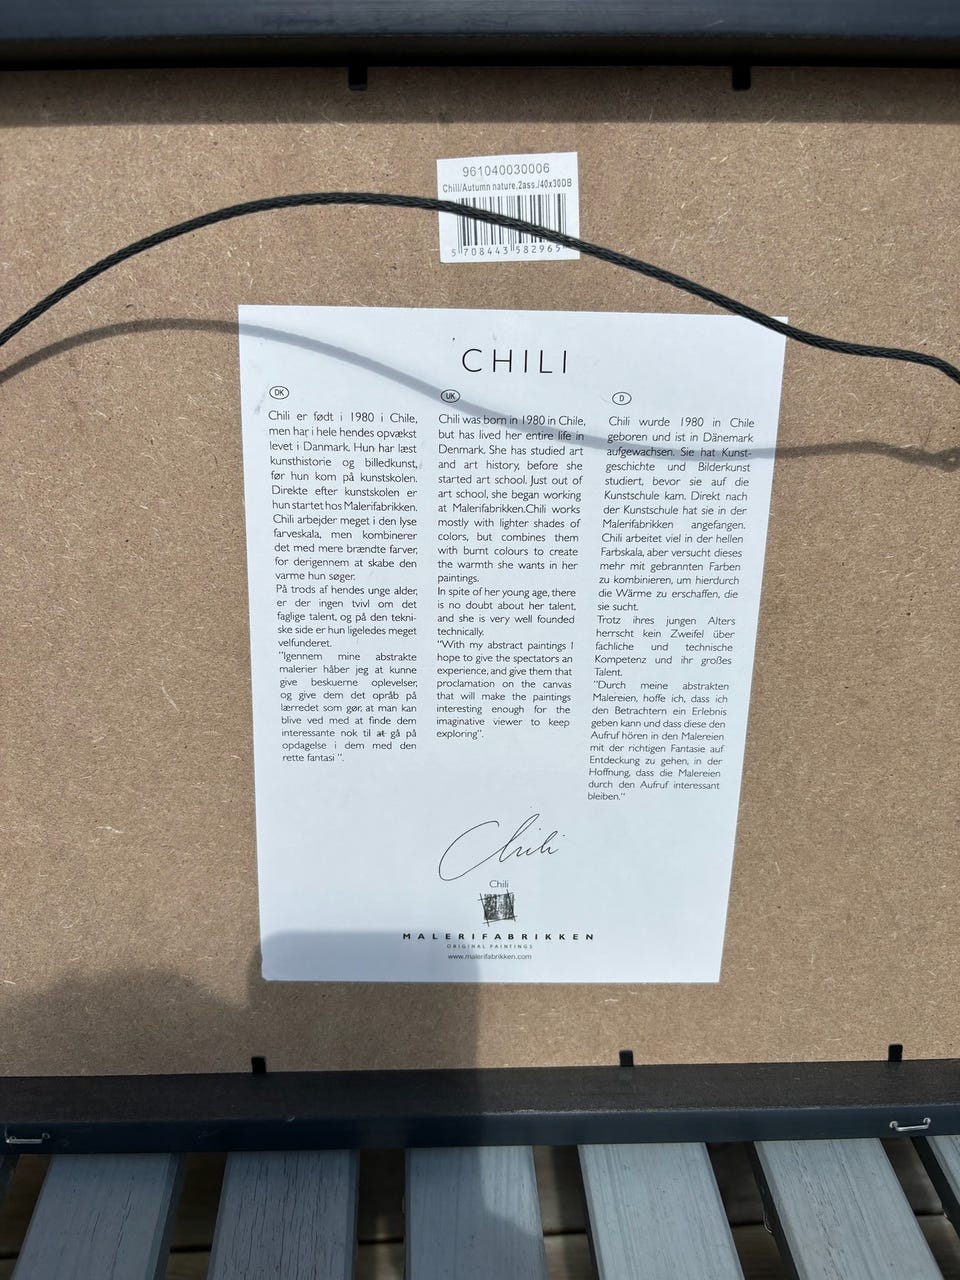 961040030006
Chili/Autumn nature,2ass./40x30DB
5 708443 582965
CHILI
DK
Chili er født i 1980 i Chile,
men har i hele hendes opvækst
levet i Danmark. Hun har læst
kunsthistorie og billedkunst,
før hun kom på kunstskolen.
Direkte efter kunstskolen er
hun startet hos Malerifabrikken.
Chili arbejder meget i den lyse
farveskala, men kombinerer
det med mere brændte farver,
for derigennem at skabe den
varme hun søger.
På trods af hendes unge alder,
er der ingen tvivl om det
faglige talent, og på den tekni-
ske side er hun ligeledes meget
velfunderet.
"Igennem mine abstrakte
malerier håber jeg at kunne
give beskuerne oplevelser,
og give dem det opråb på
lærredet som gør, at man kan
blive ved med at finde dem
interessante nok til at gå på
opdagelse i dem med den
rette fantasi ".
UK
Chili was born in 1980 in Chile,
but has lived her entire life in
Denmark. She has studied art
and art history, before she
started art school. Just out of
art school, she began working
at Malerifabrikken.Chili works
mostly with lighter shades of
colors, but combines them
with burnt colours to create
the warmth she wants in her
paintings.
In spite of her young age, there
is no doubt about her talent,
and she is very well founded
technically.
"With my abstract paintings I
hope to give the spectators an
experience, and give them that
proclamation on the canvas
that will make the paintings
interesting enough for the
imaginative viewer to keep
exploring".
D
Chili wurde 1980 in Chile
geboren und ist in Dänemark
aufgewachsen. Sie hat Kunst-
geschichte und Bilderkunst
studiert, bevor sie auf die
Kunstschule kam. Direkt nach
der Kunstschule hat sie in der
Malerifabrikken angefangen.
Chili arbeitet viel in der hellen
Farbskala, aber versucht dieses
mehr mit gebrannten Farben
zu kombinieren, um hierdurch
die Wärme zu erschaffen, die
sie sucht.
Trotz ihres jungen Alters
herrscht kein Zweifel über
fachliche und technische
Kompetenz und ihr großes
Talent.
"Durch meine abstrakten
Malereien, hoffe ich, dass ich
den Betrachtern ein Erlebnis
geben kann und dass diese den
Aufruf hören in den Malereien
mit der richtigen Fantasie auf
Entdeckung zu gehen, in der
Hoffnung, dass die Malereien
durch den Aufruf interessant
bleiben."
Chili
Chili
MALERIFABRIKKEN
ORIGINAL PAINTINGS
www.malerifabrikken.com